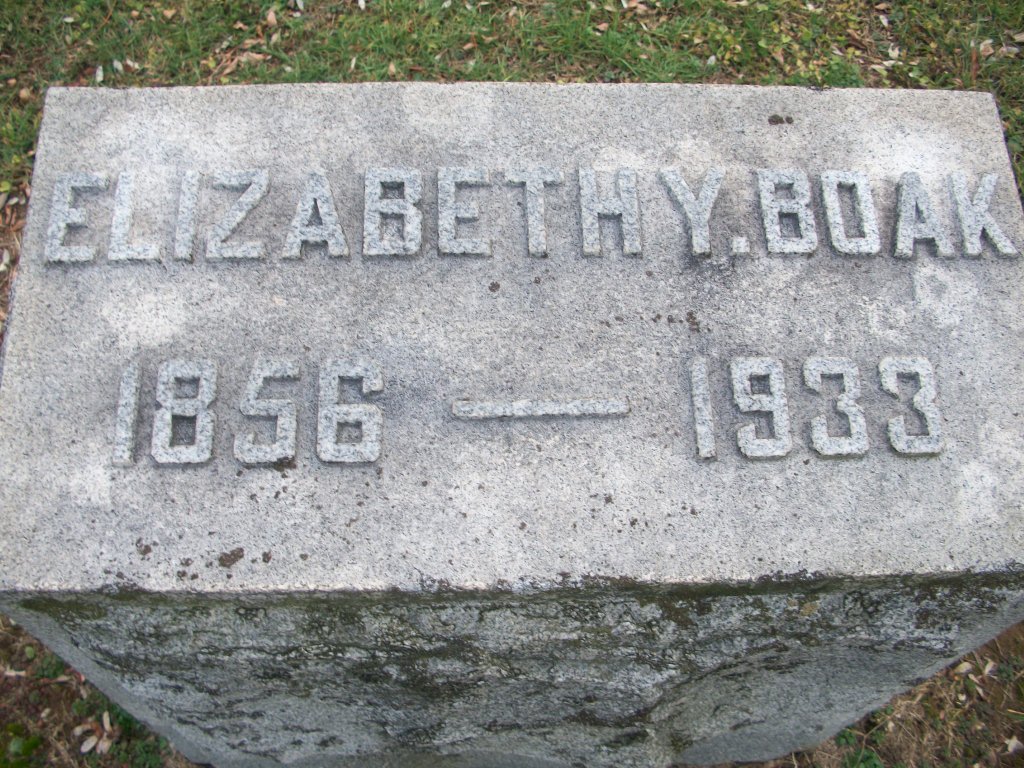 ELIZABETH Y. BOAK
1856 — 1933